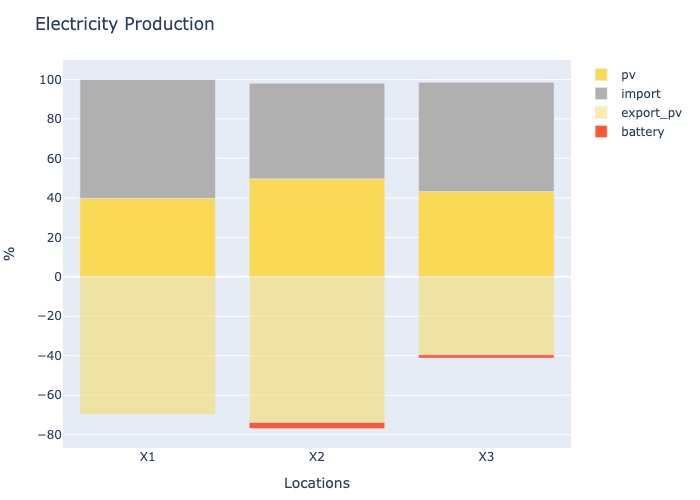 Electricity Production
100
80
60
40
20
0
−20
−40
−60
−80
%
X1
X2
X3
Locations
pv
import
export_pv
battery